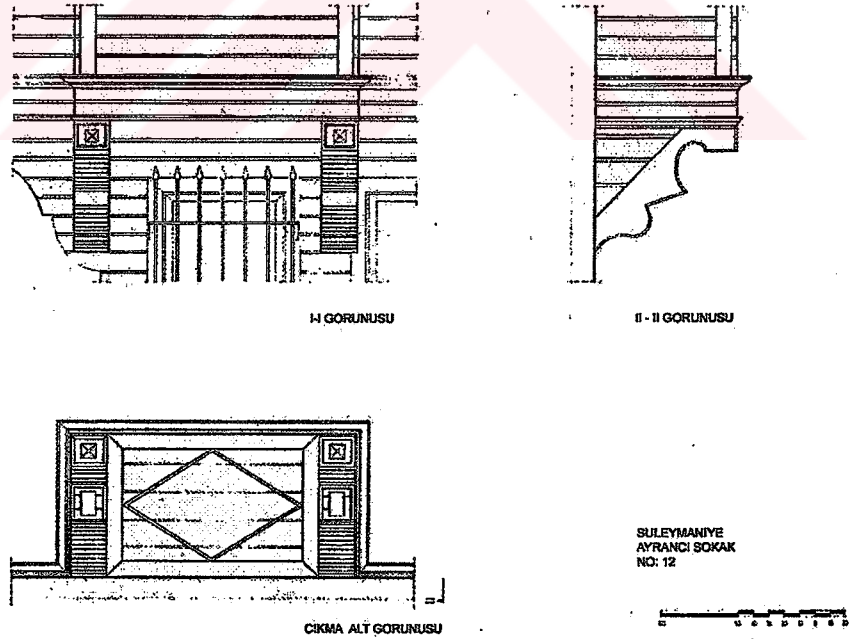 I-I GORUNUSU
II - II GORUNUSU
SULEYMANIYE
AYRANCI SOKAK
NO: 12
CIKMA ALT GORUNUSU